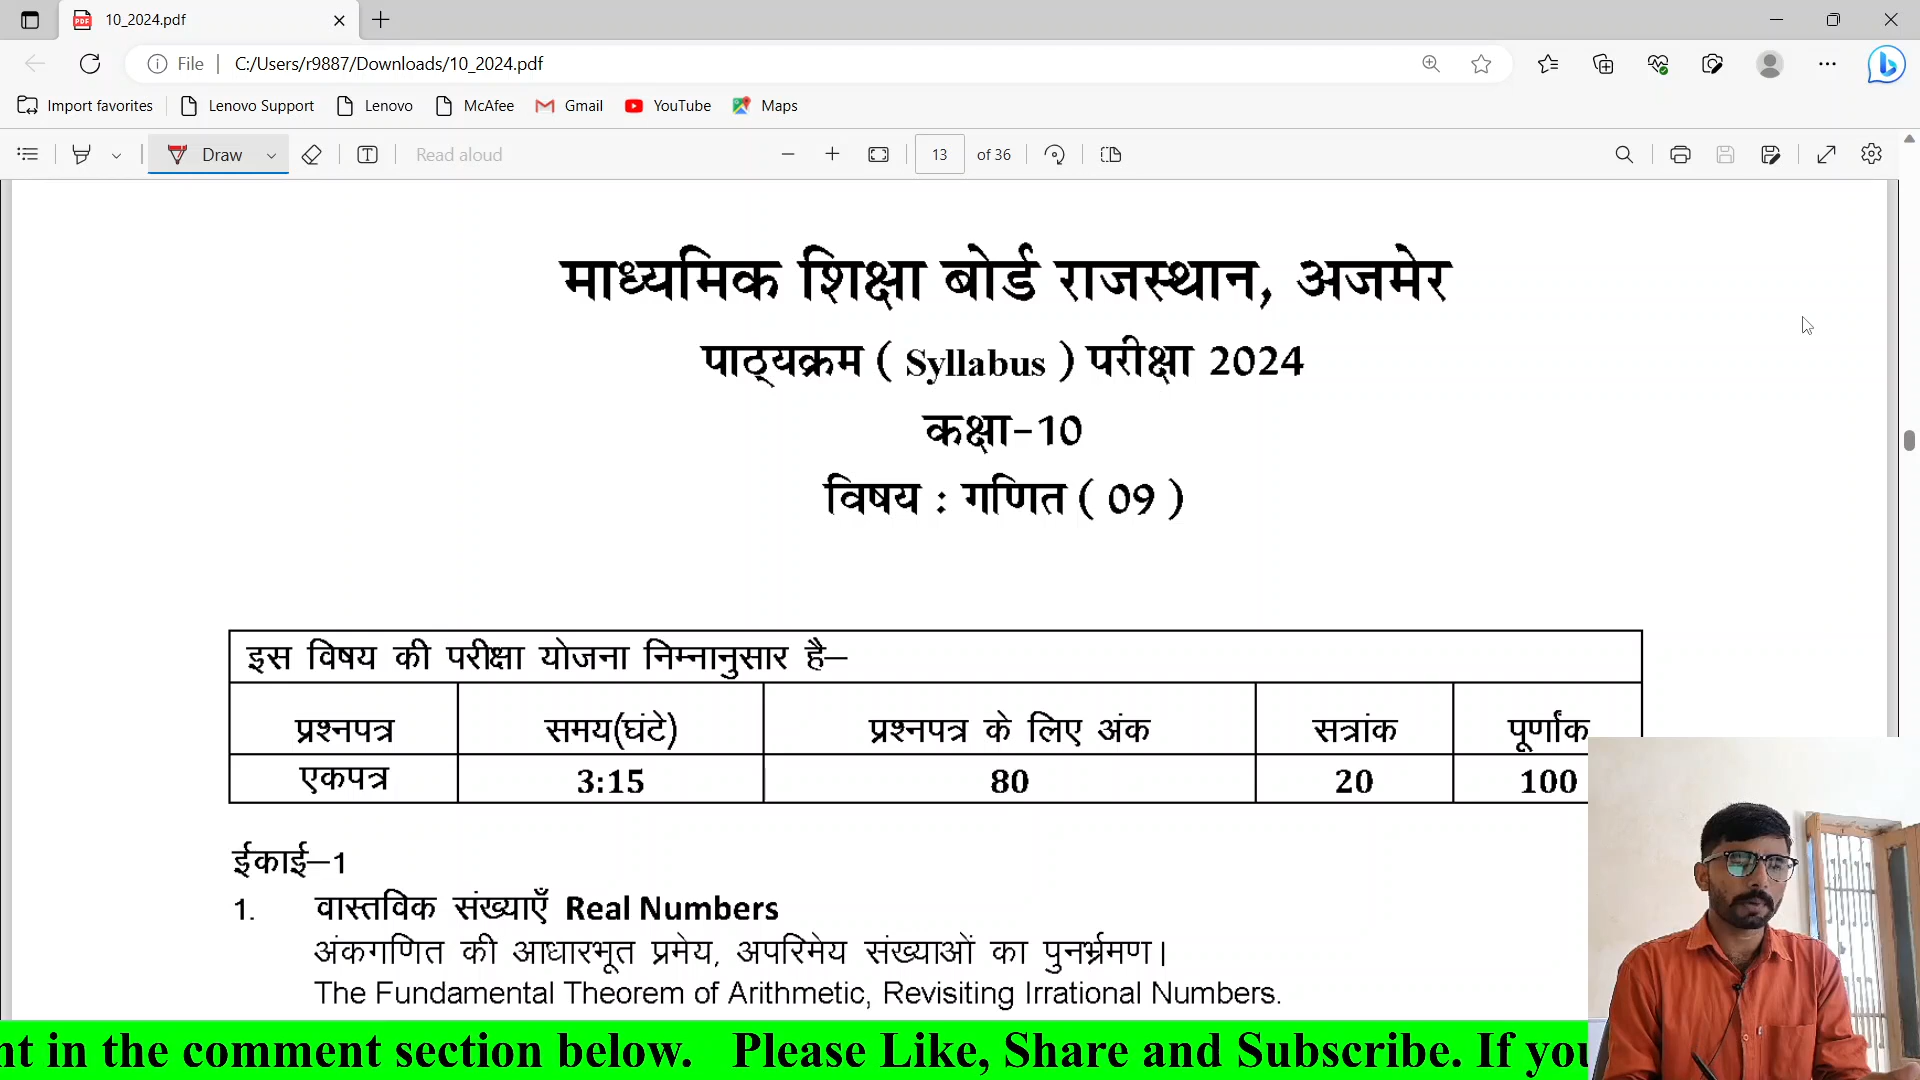 10_2024.pdf
File C:/Users/r9887/Downloads/10_2024.pdf
Import favorites Lenovo Support Lenovo McAfee Gmail YouTube Maps
Draw Read aloud 13 of 36
माध्यमिक शिक्षा बोर्ड राजस्थान, अजमेर
पाठ्यक्रम ( Syllabus ) परीक्षा 2024
कक्षा-10
विषय : गणित ( 09 )
इस विषय की परीक्षा योजना निम्नानुसार है–
प्रश्नपत्र समय(घंटे) प्रश्नपत्र के लिए अंक सत्रांक पूर्णांक
एकपत्र 3:15 80 20 100
ईकाई–1
1. वास्तविक संख्याएँ Real Numbers
अंकगणित की आधारभूत प्रमेय, अपरिमेय संख्याओं का पुनर्भ्रमण।
The Fundamental Theorem of Arithmetic, Revisiting Irrational Numbers.
nt in the comment section below. Please Like, Share and Subscribe. If you